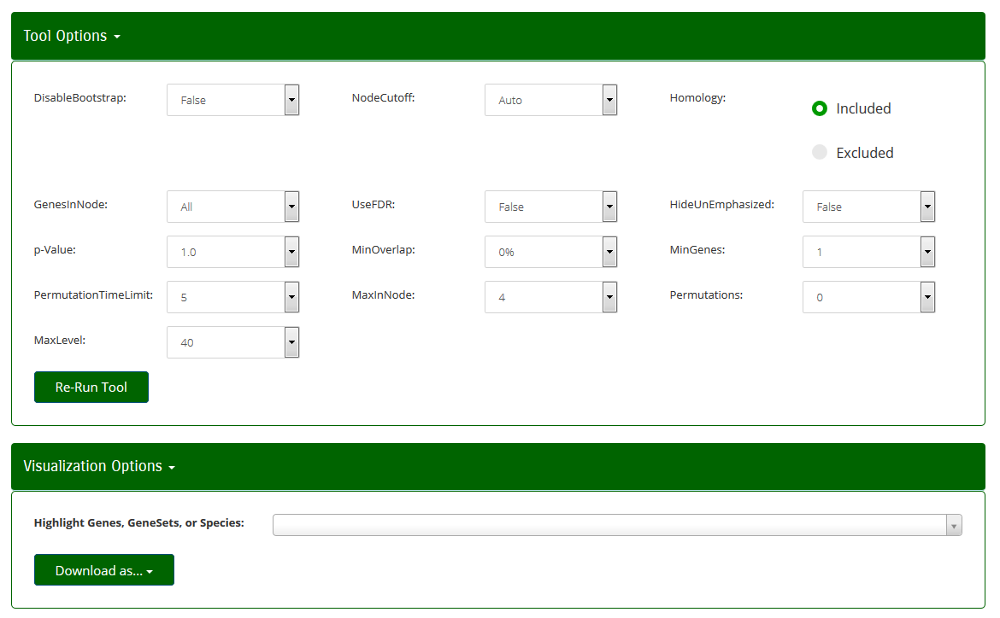 Tool Options
DisableBootstrap: False NodeCutoff: Auto Homology: Included
Excluded
GenesInNode: All UseFDR: False HideUnEmphasized: False
p-Value: 1.0 MinOverlap: 0% MinGenes: 1
PermutationTimeLimit: 5 MaxInNode: 4 Permutations: 0
MaxLevel: 40
Re-Run Tool
Visualization Options
Highlight Genes, GeneSets, or Species:
Download as...